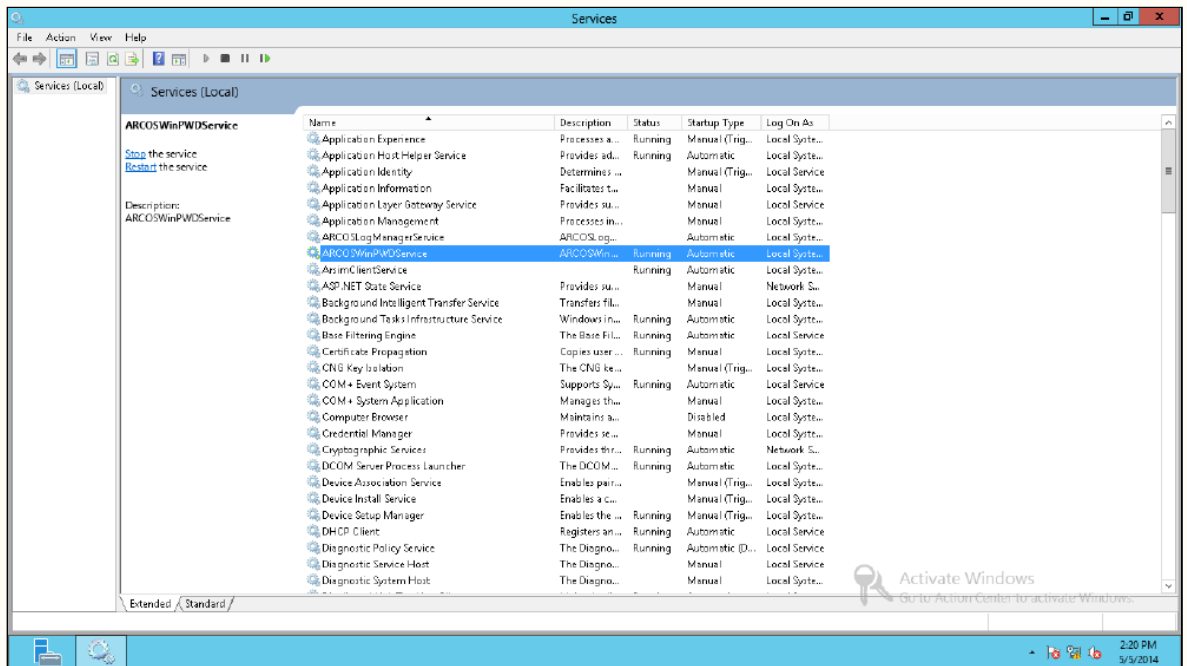 Services
File Action View Help
Services (Local)
Services (Local)
ARCOSWinPWDService
Stop the service
Restart the service
Description:
ARCOSWinPWDService
Name Description Status Startup Type Log On As
Application Experience Processes a... Running Manual (Trig... Local Syste...
Application Host Helper Service Provides ad... Running Automatic Local Syste...
Application Identity Determines ... Manual (Trig... Local Service
Application Information Facilitates t... Manual Local Syste...
Application Layer Gateway Service Provides su... Manual Local Service
Application Management Processes in... Manual Local Syste...
ARCOSLogManagerService ARCOSLog... Automatic Local Syste...
ARCOSWinPWDService ARCOSWin... Running Automatic Local Syste...
ArsimClientService Running Automatic Local Syste...
ASP.NET State Service Provides su... Manual Network S...
Background Intelligent Transfer Service Transfers fil... Manual Local Syste...
Background Tasks Infrastructure Service Windows in... Running Automatic Local Syste...
Base Filtering Engine The Base Fil... Running Automatic Local Service
Certificate Propagation Copies user ... Running Manual Local Syste...
CNG Key Isolation The CNG ke... Manual (Trig... Local Syste...
COM+ Event System Supports Sy... Running Automatic Local Service
COM+ System Application Manages th... Manual Local Syste...
Computer Browser Maintains a... Disabled Local Syste...
Credential Manager Provides se... Manual Local Syste...
Cryptographic Services Provides thr... Running Automatic Network S...
DCOM Server Process Launcher The DCOM... Running Automatic Local Syste...
Device Association Service Enables pair... Manual (Trig... Local Syste...
Device Install Service Enables a c... Manual (Trig... Local Syste...
Device Setup Manager Enables the ... Running Manual (Trig... Local Syste...
DHCP Client Registers an... Running Automatic Local Service
Diagnostic Policy Service The Diagno... Running Automatic (D... Local Service
Diagnostic Service Host The Diagno... Manual Local Service
Diagnostic System Host The Diagno... Manual Local Syste...
Activate Windows
Go to Action Center to activate Windows.
Extended Standard
2:20 PM
5/5/2014